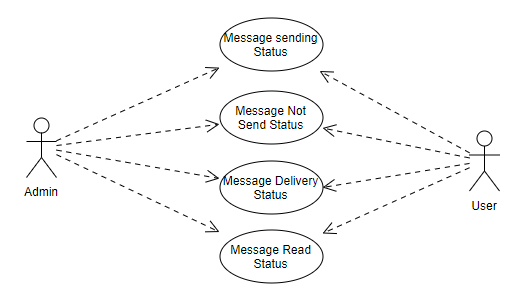 Message sending
Status
Message Not
Send Status
Admin
Message Delivery
Status
User
Message Read
Status